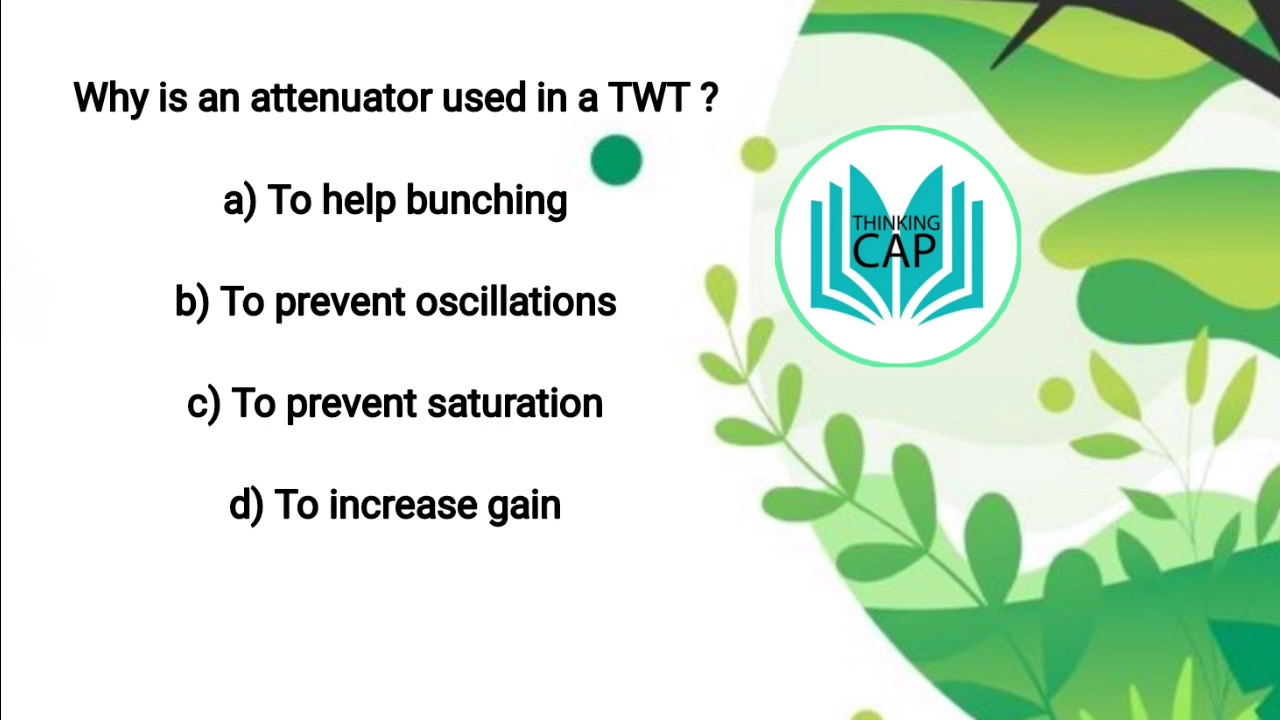 Why is an attenuator used in a TWT ?
a) To help bunching
b) To prevent oscillations
c) To prevent saturation
d) To increase gain
THINKING
CAP